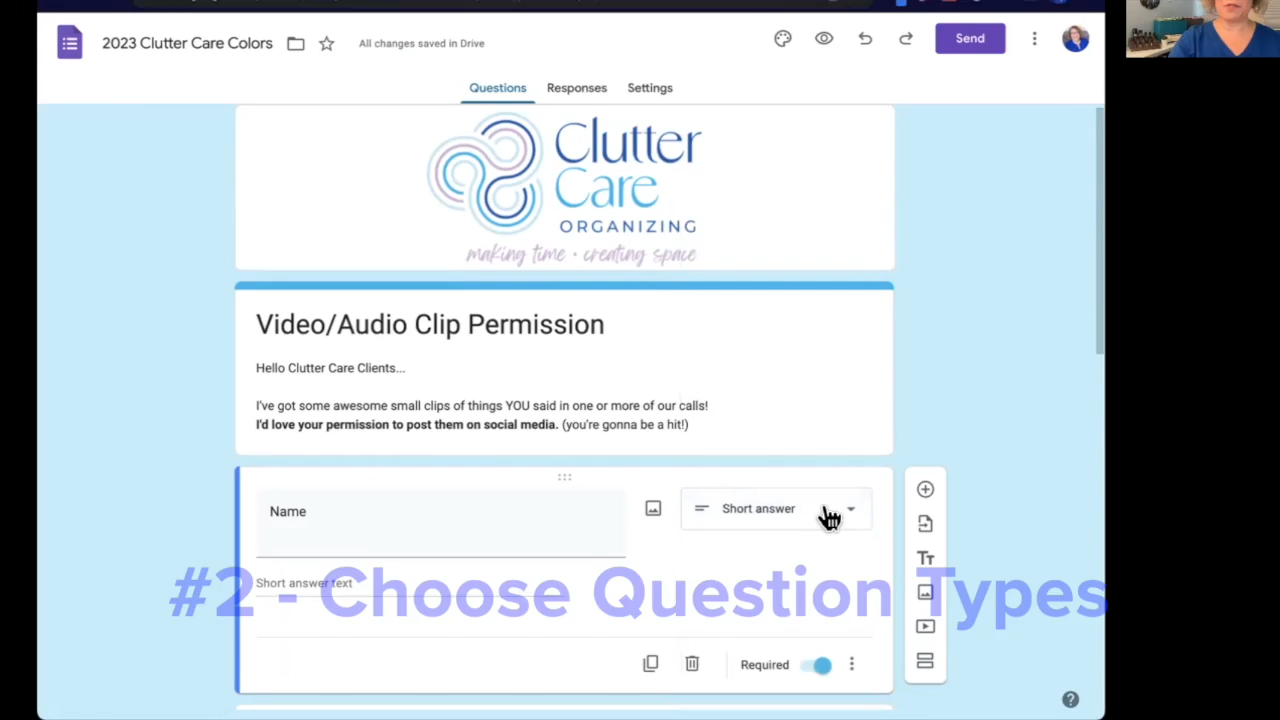 2023 Clutter Care Colors
All changes saved in Drive
Send
Questions
Responses
Settings
Clutter
Care
ORGANIZING
making time • creating space
Video/Audio Clip Permission
Hello Clutter Care Clients...
I've got some awesome small clips of things YOU said in one or more of our calls!
I'd love your permission to post them on social media. (you're gonna be a hit!)
Name
Short answer
Tт
Short answer text
#2 - Choose Question Types
Required